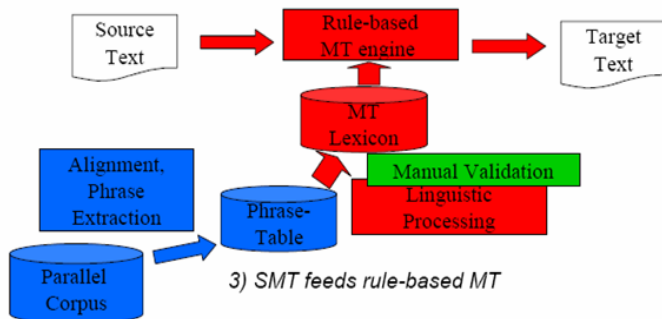 Source
Text
Rule-based
MT engine
Target
Text
MT
Lexicon
Alignment,
Phrase
Extraction
Manual Validation
Linguistic
Processing
Phrase-
Table
Parallel
Corpus
3) SMT feeds rule-based MT